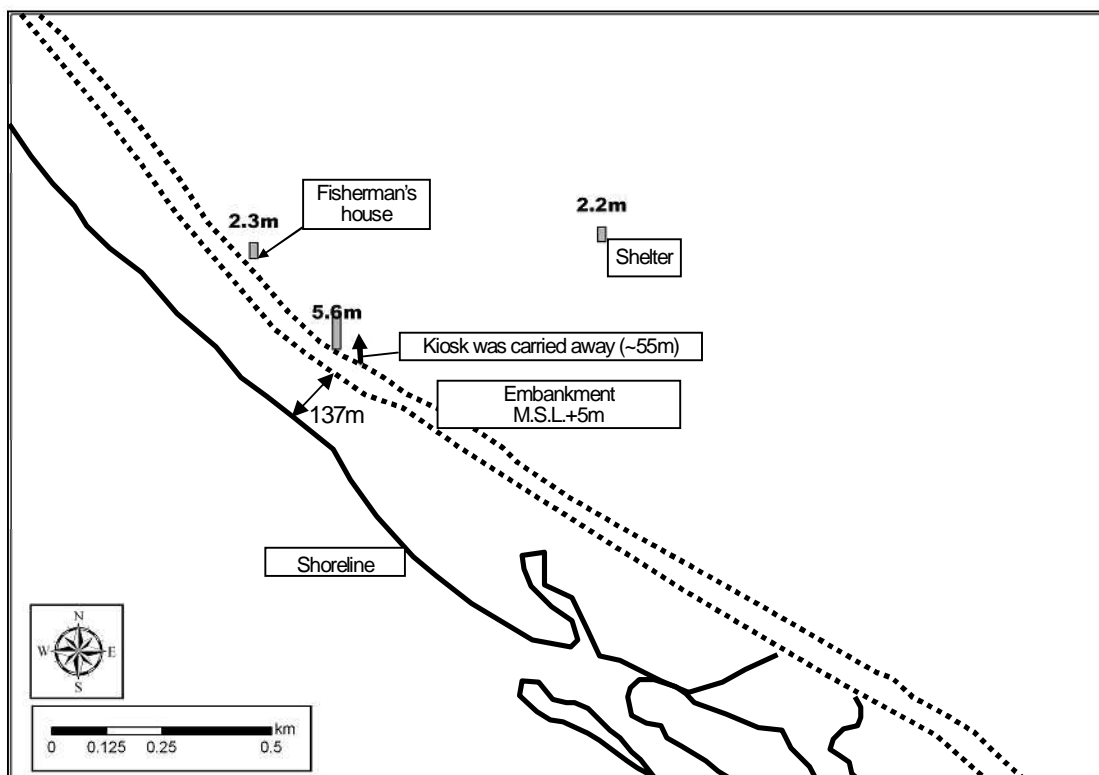 Fisherman's
house
2.3m
2.2m
Shelter
5.6m
Kiosk was carried away (~55m)
Embankment
M.S.L.+5m
137m
Shoreline
N
W E
S
km
0 0.125 0.25 0.5